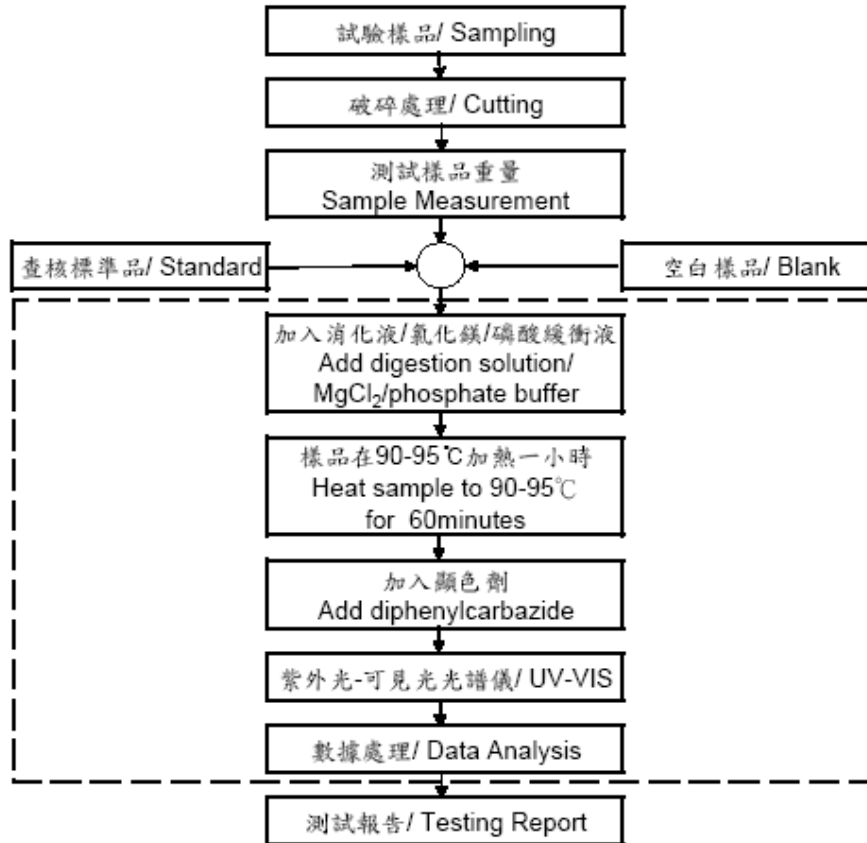 試驗樣品/ Sampling
破碎處理/ Cutting
測試樣品重量
Sample Measurement
查核標準品/ Standard
空白樣品/ Blank
加入消化液/氯化鎂/磷酸緩衝液
Add digestion solution/
MgCl₂/phosphate buffer
樣品在90-95℃加熱一小時
Heat sample to 90-95℃
for 60minutes
加入顯色劑
Add diphenylcarbazide
紫外光-可見光光譜儀/ UV-VIS
數據處理/ Data Analysis
測試報告/ Testing Report